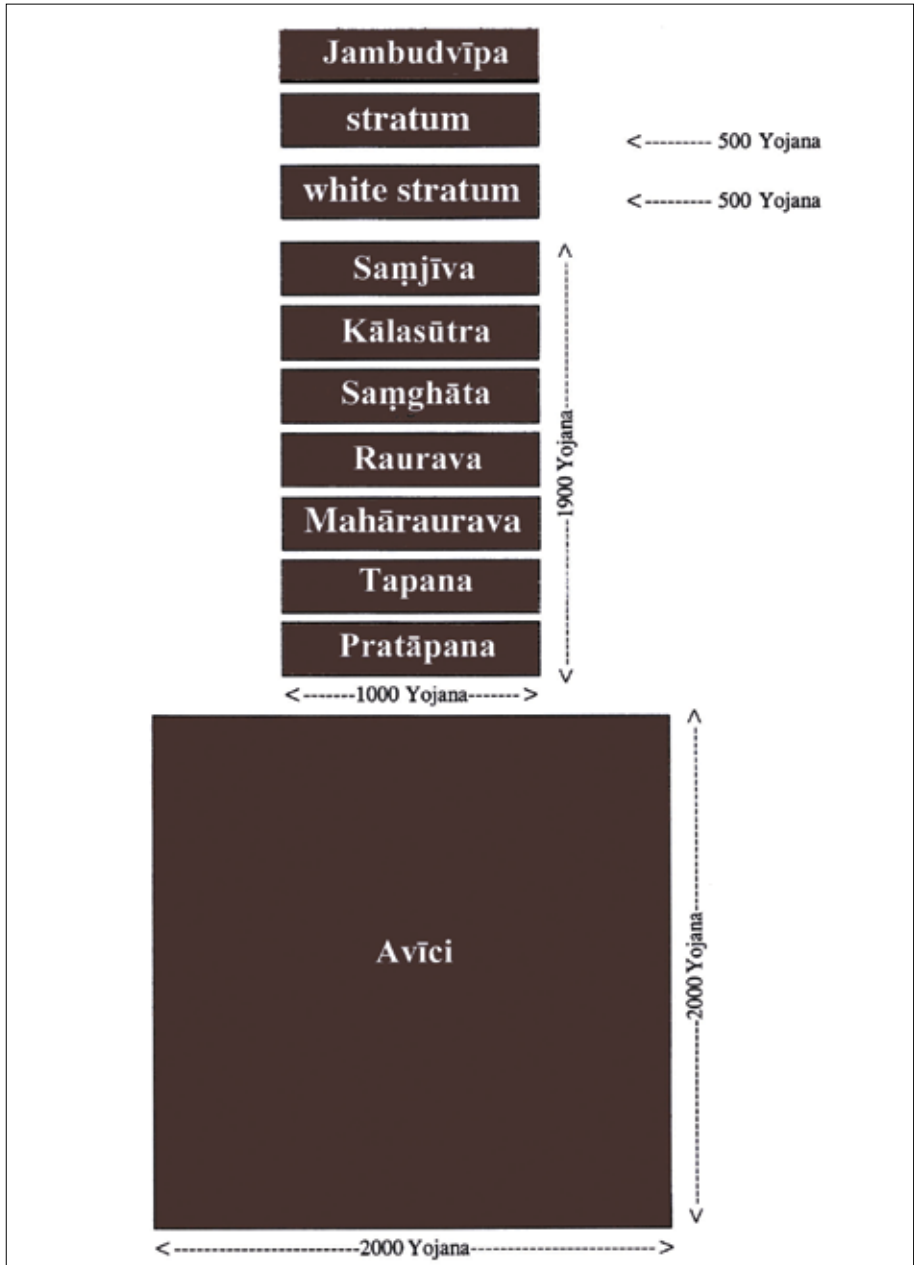 Jambudvīpa
stratum
<--------- 500 Yojana
white stratum
<--------- 500 Yojana
Saṃjīva
Kālasūtra
Saṃghāta
Raurava
Mahāraurava
Tapana
Pratāpana
1900 Yojana
<-------1000 Yojana------->
Avīci
2000 Yojana
<--------------------2000 Yojana-------------------->